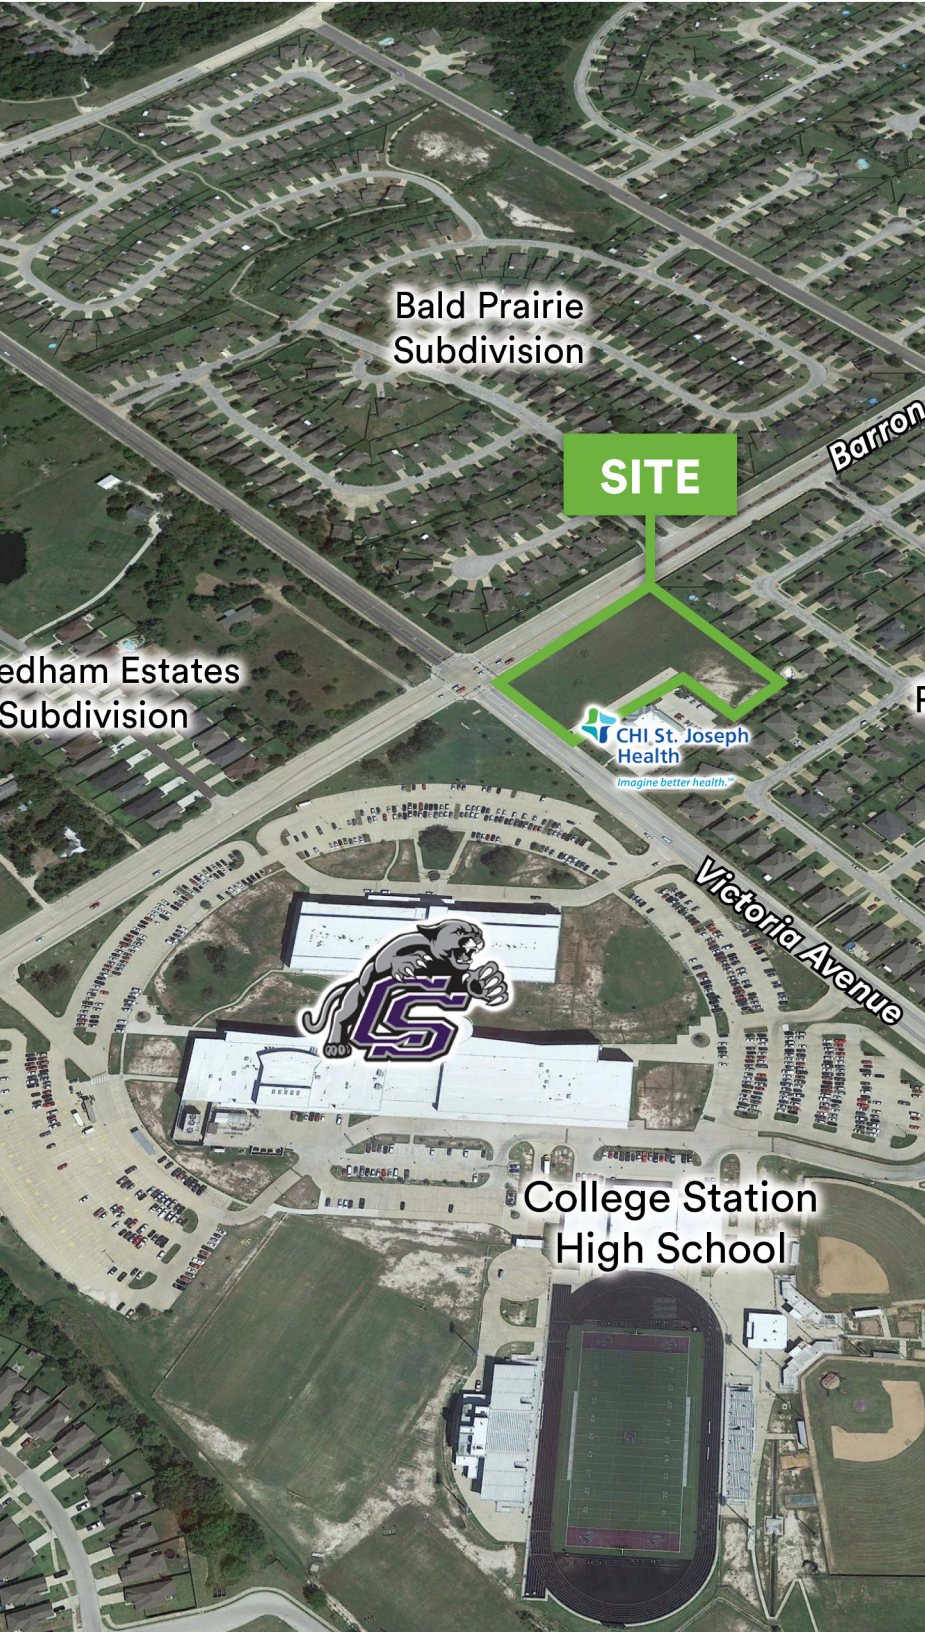 Bald Prairie
Subdivision
Barron
SITE
edham Estates
Subdivision
CHI St. Joseph
Health
Imagine better health.™
Victoria Avenue
CS
College Station
High School